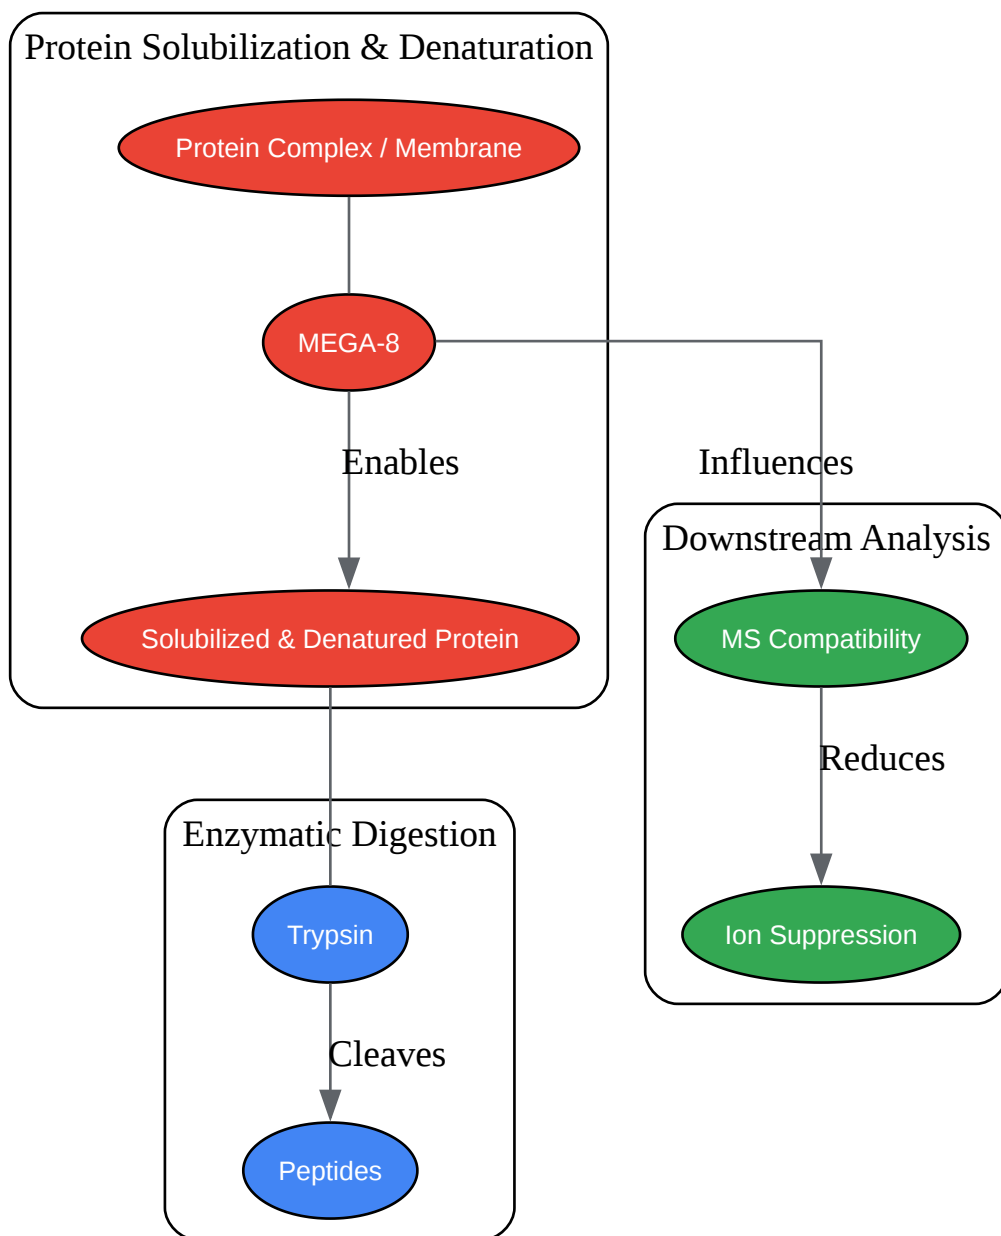 Protein Solubilization & Denaturation
Protein Complex / Membrane
MEGA-8
Enables
Influences
Downstream Analysis
Solubilized & Denatured Protein
MS Compatibility
Reduces
Enzymatic Digestion
Trypsin
Ion Suppression
Cleaves
Peptides